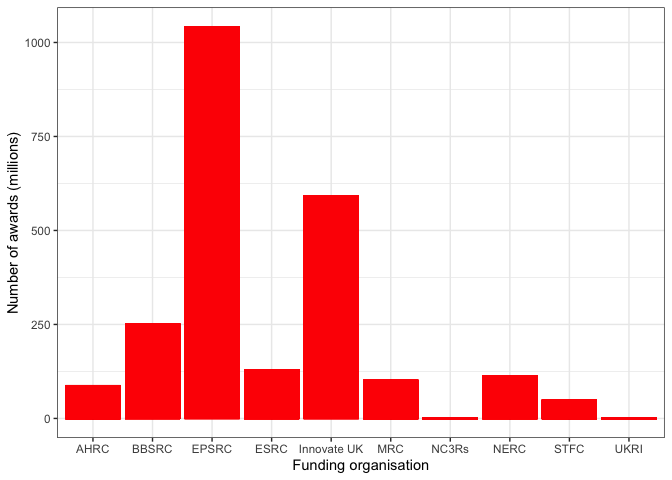 Number of awards (millions)
1000
750
500
250
0
AHRC BBSRC EPSRC ESRC Innovate UK MRC NC3Rs NERC STFC UKRI
Funding organisation